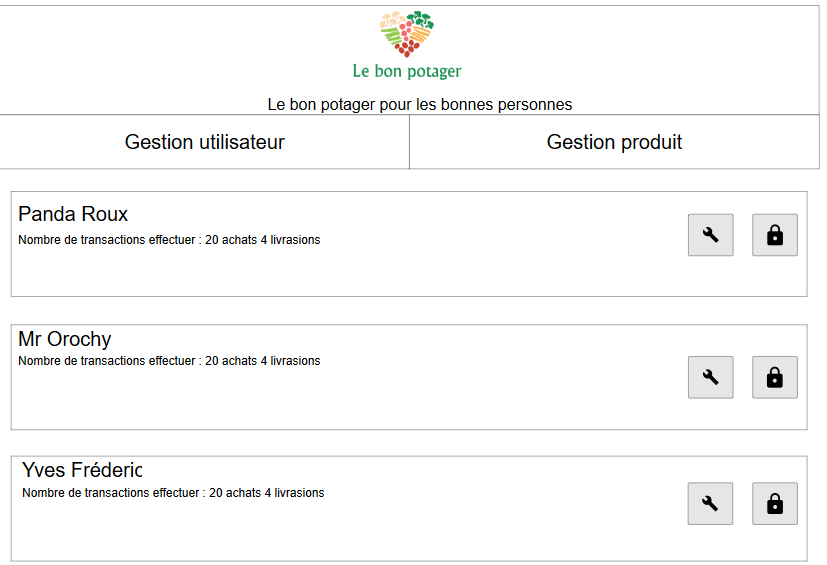 Le bon potager
Le bon potager pour les bonnes personnes
Gestion utilisateur
Gestion produit
Panda Roux
Nombre de transactions effectuer : 20 achats 4 livrasions
Mr Orochy
Nombre de transactions effectuer : 20 achats 4 livrasions
Yves Fréderic
Nombre de transactions effectuer : 20 achats 4 livrasions